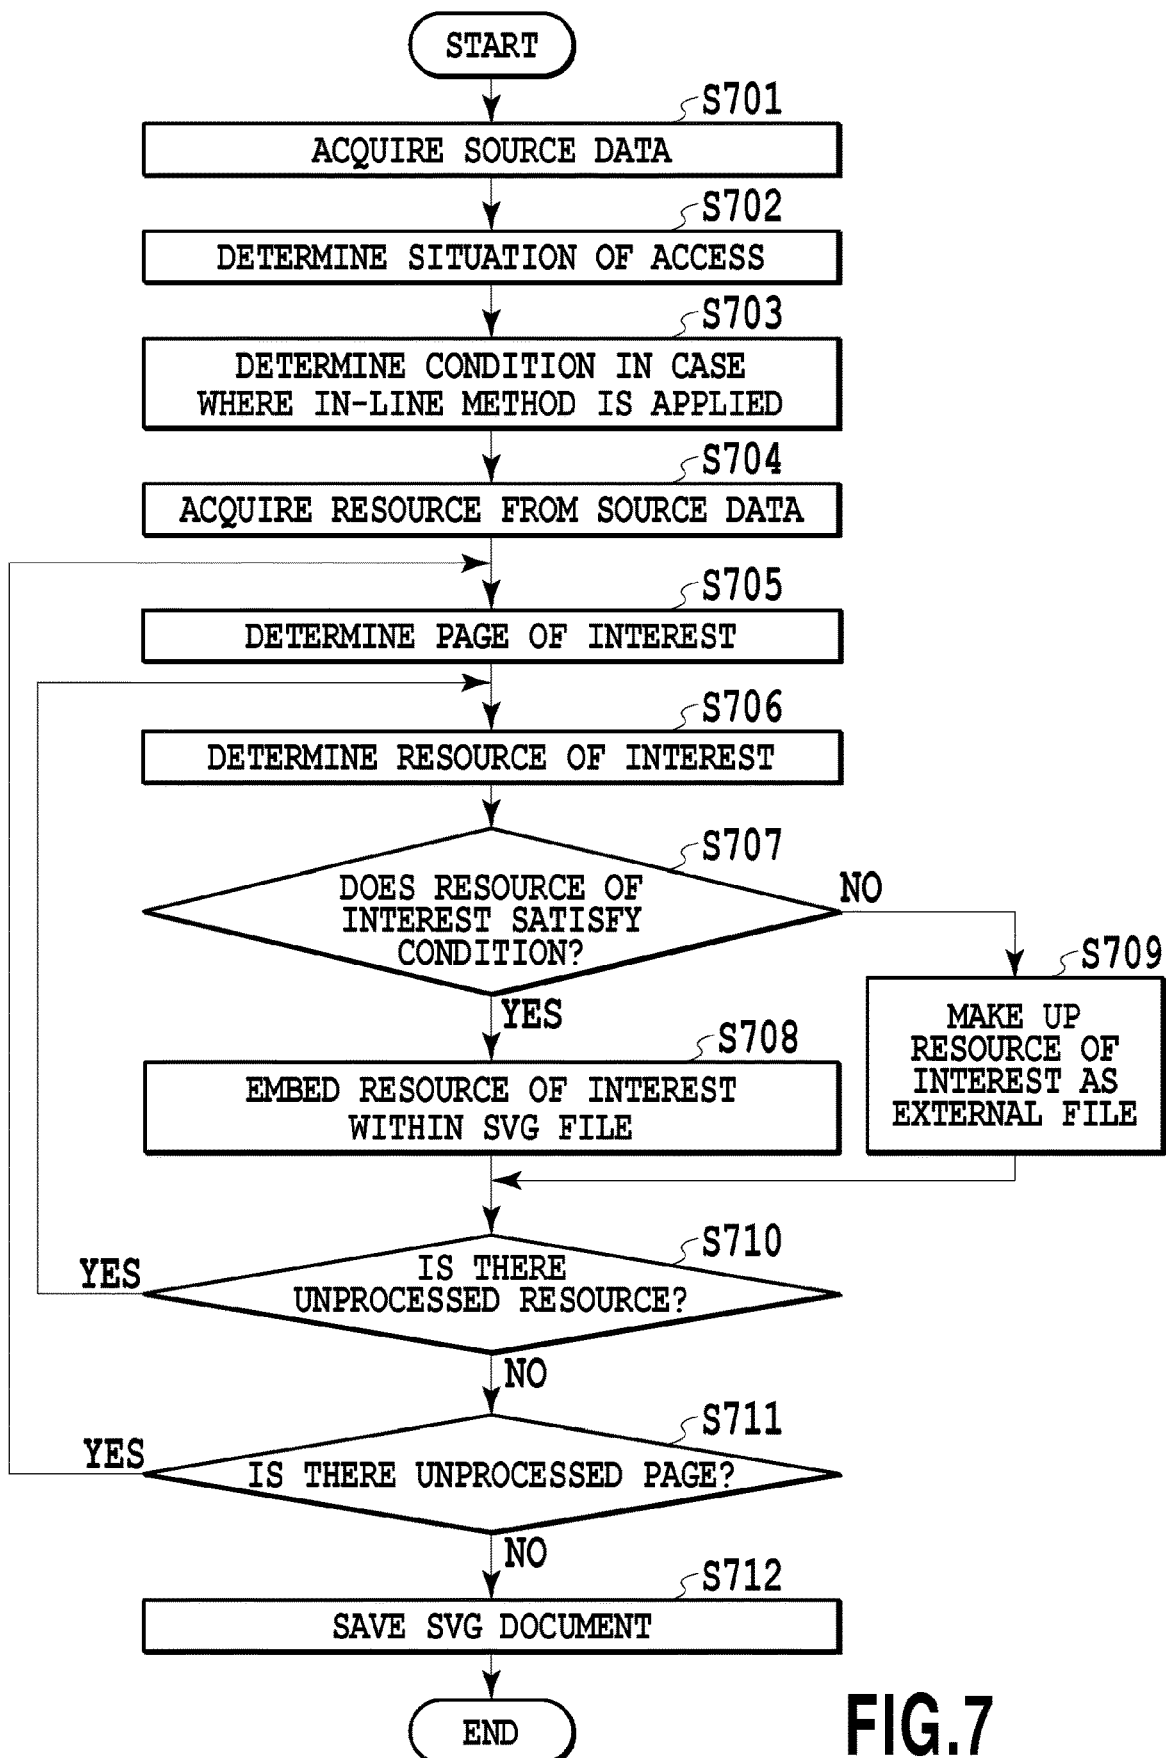 START
S701
ACQUIRE SOURCE DATA
S702
DETERMINE SITUATION OF ACCESS
S703
DETERMINE CONDITION IN CASE
WHERE IN-LINE METHOD IS APPLIED
S704
ACQUIRE RESOURCE FROM SOURCE DATA
S705
DETERMINE PAGE OF INTEREST
S706
DETERMINE RESOURCE OF INTEREST
S707
DOES RESOURCE OF
INTEREST SATISFY
CONDITION?
NO
YES
S709
MAKE UP
RESOURCE OF
INTEREST AS
EXTERNAL FILE
S708
EMBED RESOURCE OF INTEREST
WITHIN SVG FILE
S710
IS THERE
UNPROCESSED RESOURCE?
YES
NO
S711
IS THERE UNPROCESSED PAGE?
YES
NO
S712
SAVE SVG DOCUMENT
END
FIG.7